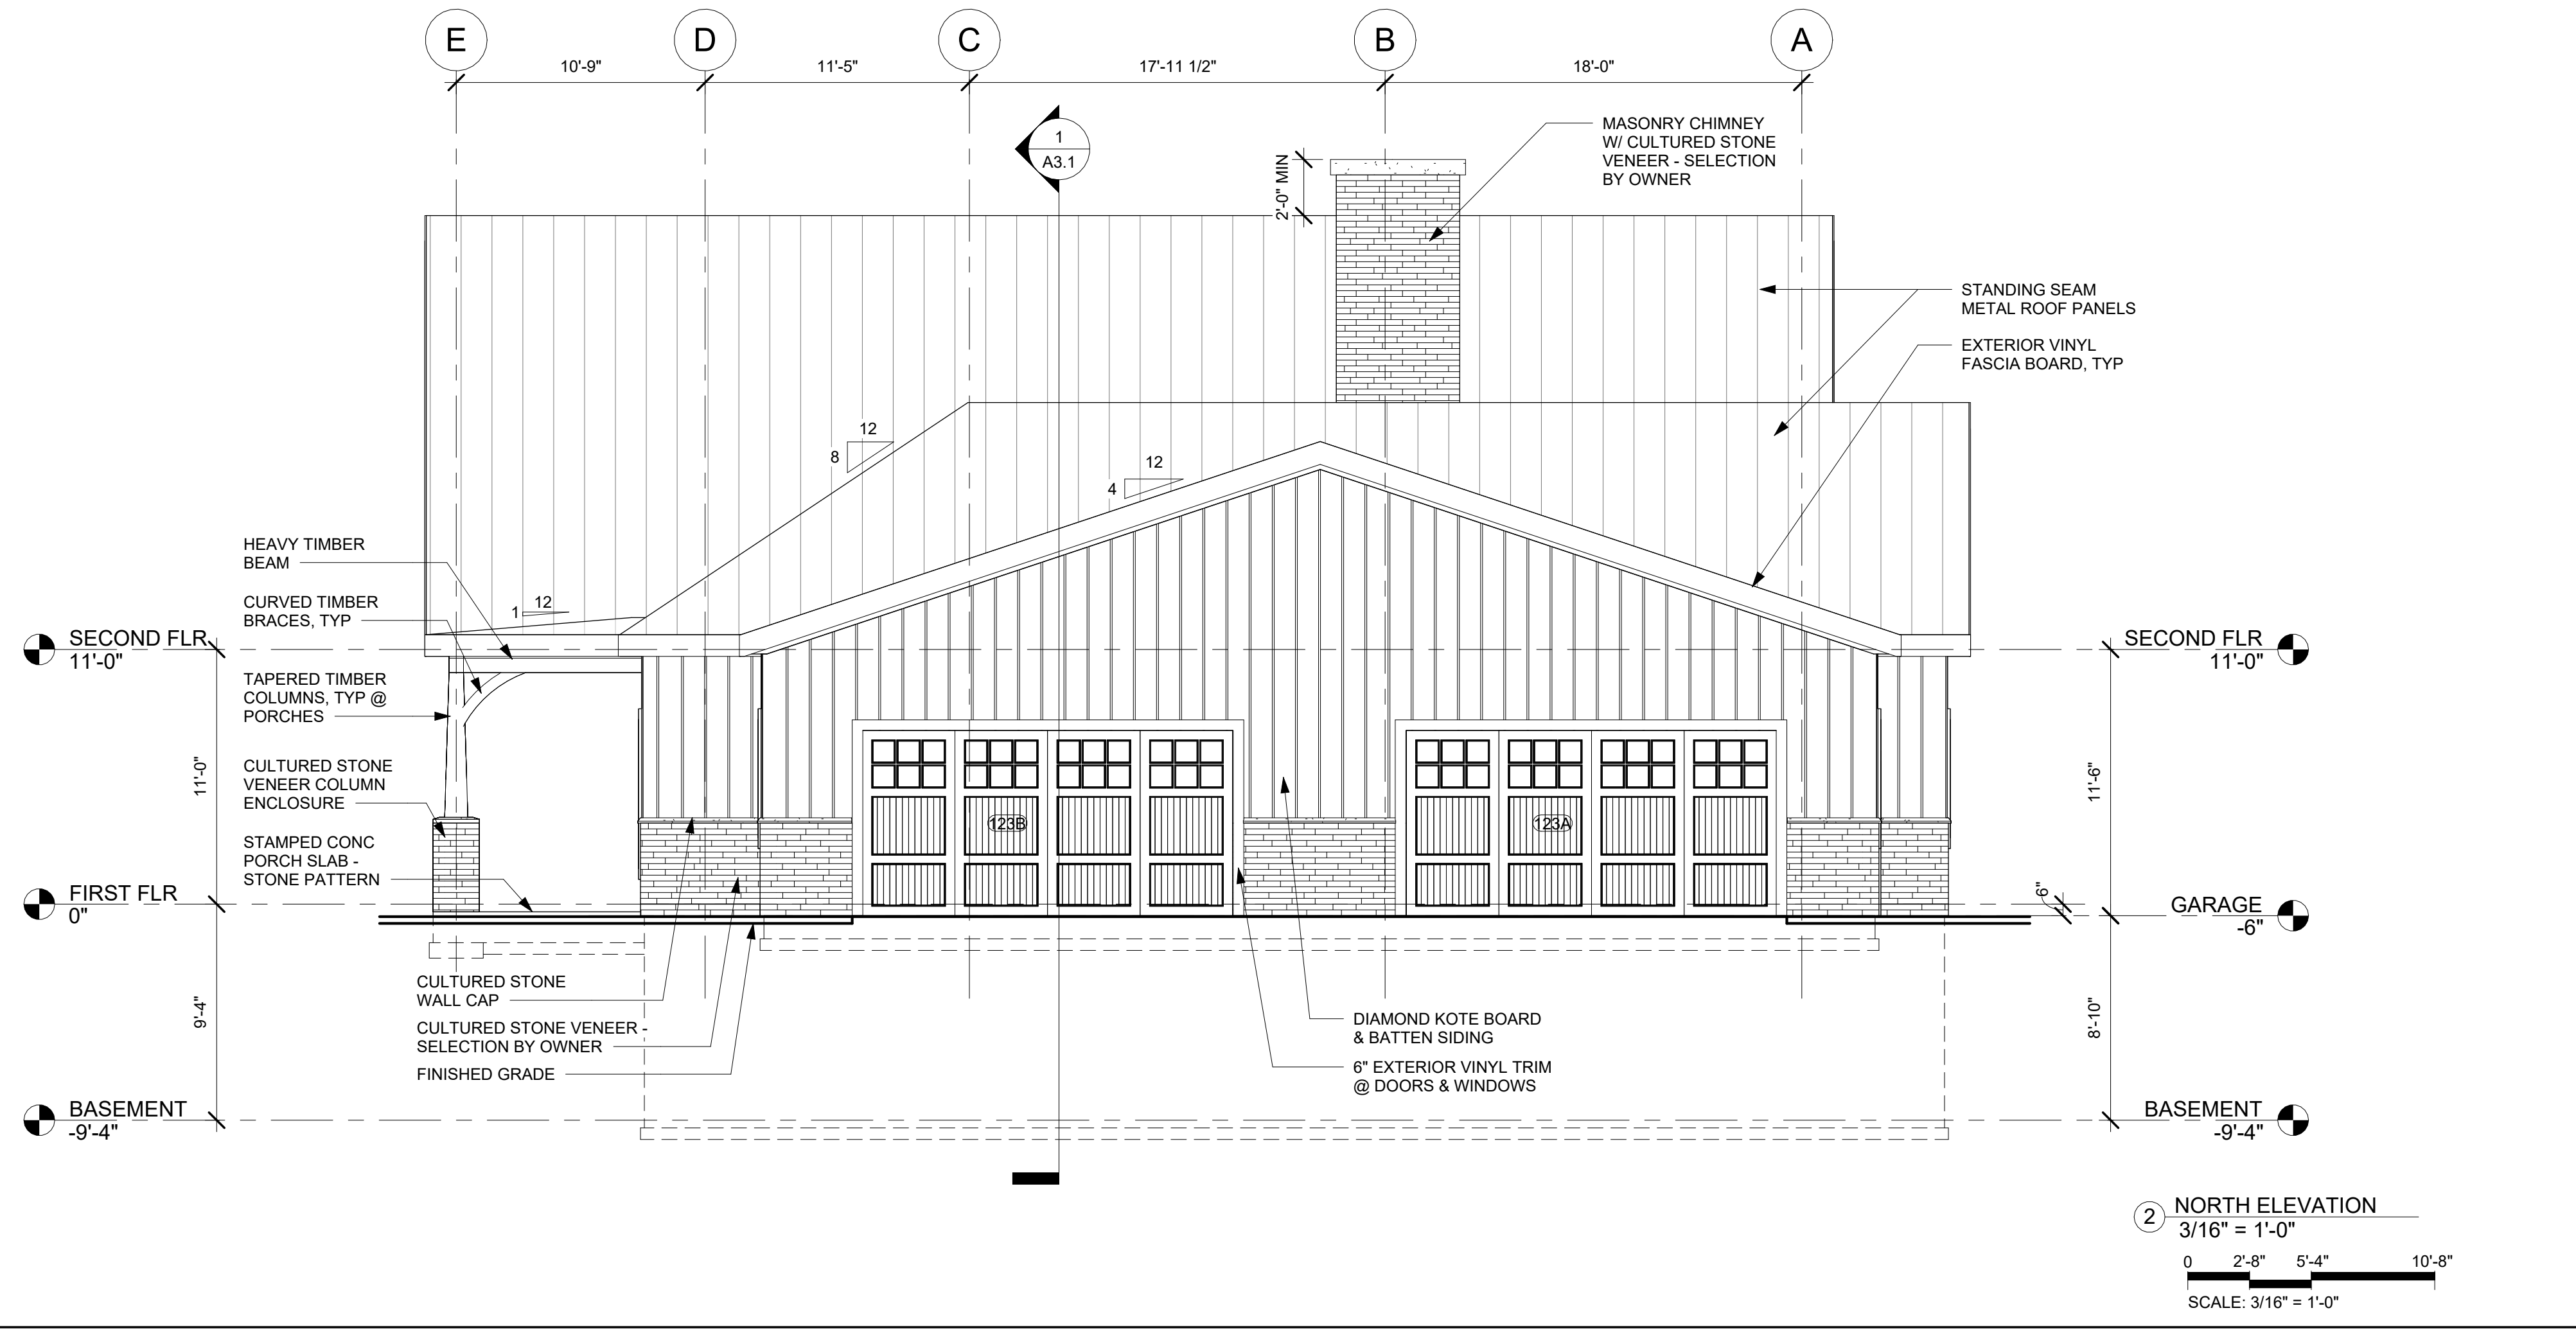 E
D
C
B
A
10'-9"
11'-5"
17'-11 1/2"
18'-0"
1
A3.1
MASONRY CHIMNEY
W/ CULTURED STONE
VENEER - SELECTION
BY OWNER
2'-0" MIN
STANDING SEAM
METAL ROOF PANELS
EXTERIOR VINYL
FASCIA BOARD, TYP
12
8
12
4
HEAVY TIMBER
BEAM
CURVED TIMBER
BRACES, TYP
12
1
SECOND FLR
11'-0"
SECOND FLR
11'-0"
TAPERED TIMBER
COLUMNS, TYP @
PORCHES
CULTURED STONE
VENEER COLUMN
ENCLOSURE
11'-0"
11'-6"
123B
123A
STAMPED CONC
PORCH SLAB -
STONE PATTERN
FIRST FLR
0"
6"
GARAGE
-6"
CULTURED STONE
WALL CAP
CULTURED STONE VENEER -
SELECTION BY OWNER
FINISHED GRADE
9'-4"
8'-10"
DIAMOND KOTE BOARD
& BATTEN SIDING
6" EXTERIOR VINYL TRIM
@ DOORS & WINDOWS
BASEMENT
-9'-4"
BASEMENT
-9'-4"
2
NORTH ELEVATION
3/16" = 1'-0"
0 2'-8" 5'-4" 10'-8"
SCALE: 3/16" = 1'-0"